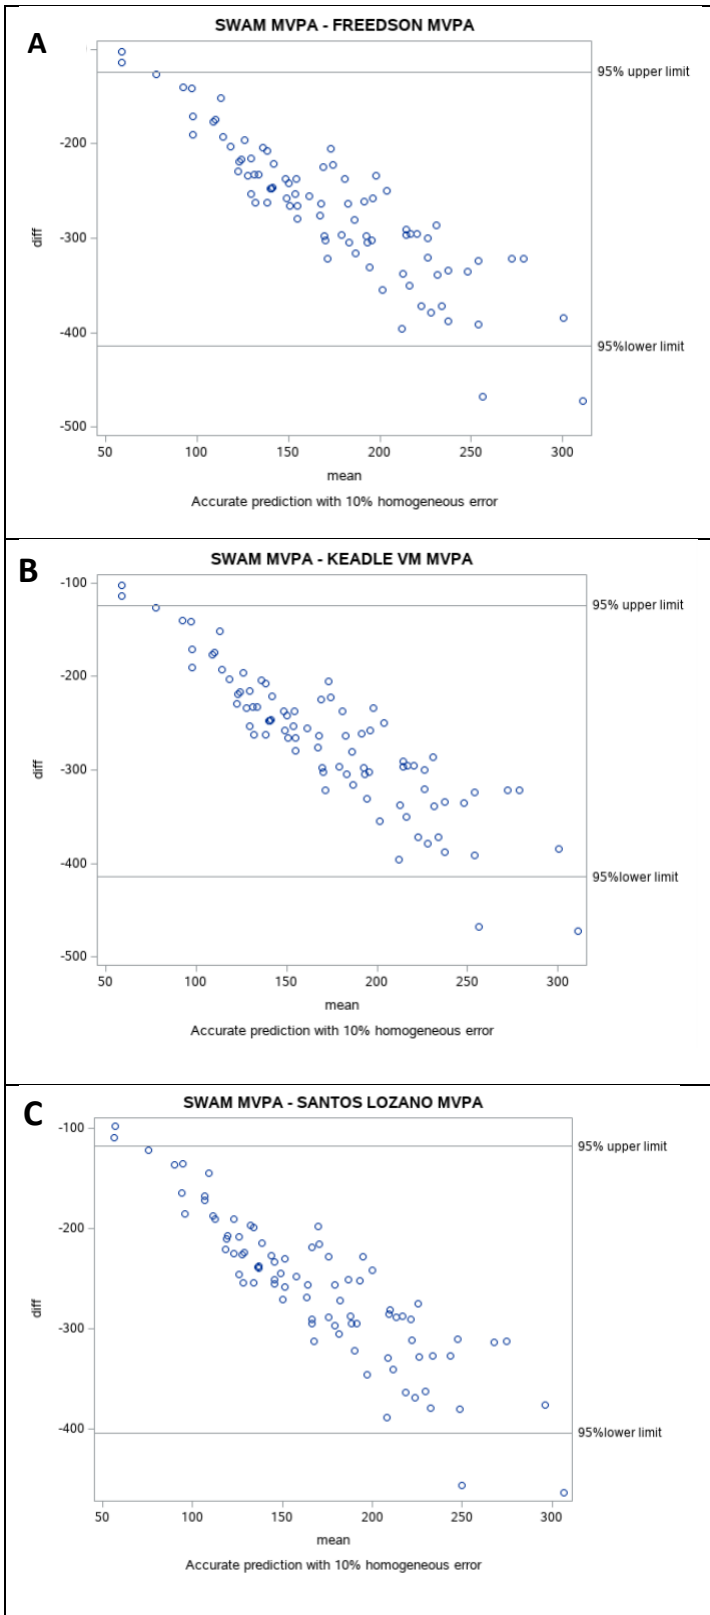 A
SWAM MVPA - FREEDSON MVPA
95% upper limit
-200
-300
-400
-500
diff
95%lower limit
50 100 150 200 250 300
mean
Accurate prediction with 10% homogeneous error
B
SWAM MVPA - KEADLE VM MVPA
-100
95% upper limit
-200
-300
-400
-500
diff
95%lower limit
50 100 150 200 250 300
mean
Accurate prediction with 10% homogeneous error
C
SWAM MVPA - SANTOS LOZANO MVPA
-100
95% upper limit
-200
-300
-400
diff
95%lower limit
50 100 150 200 250 300
mean
Accurate prediction with 10% homogeneous error